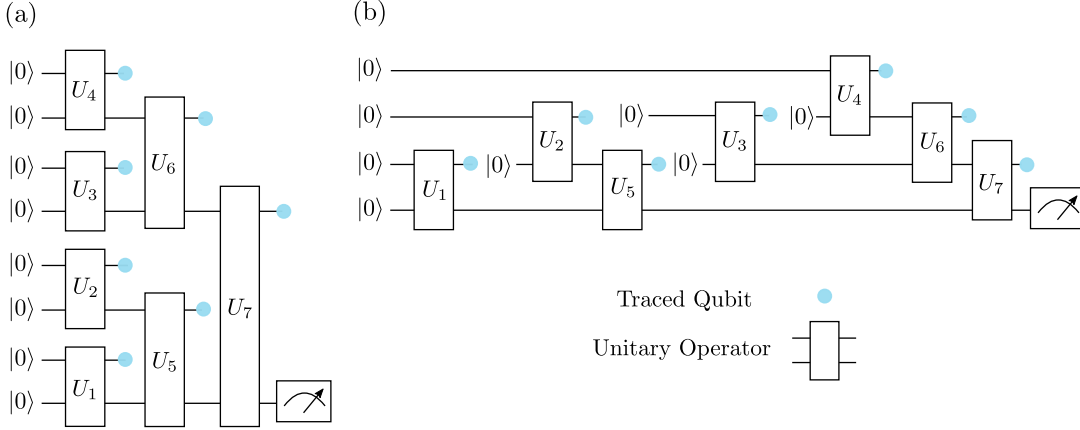 (a)
|0⟩
|0⟩
|0⟩
|0⟩
|0⟩
|0⟩
|0⟩
|0⟩
U₄
U₃
U₂
U₁
U₆
U₅
U₇
(b)
|0⟩
|0⟩
|0⟩
|0⟩
U₁
|0⟩
U₂
U₅
|0⟩
|0⟩
U₃
|0⟩
U₄
U₆
U₇
Traced Qubit
Unitary Operator